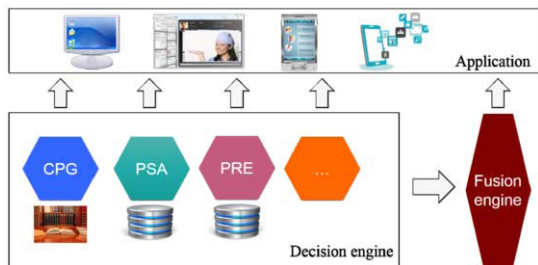 Application
CPG
PSA
PRE
...
Fusion
engine
Decision engine